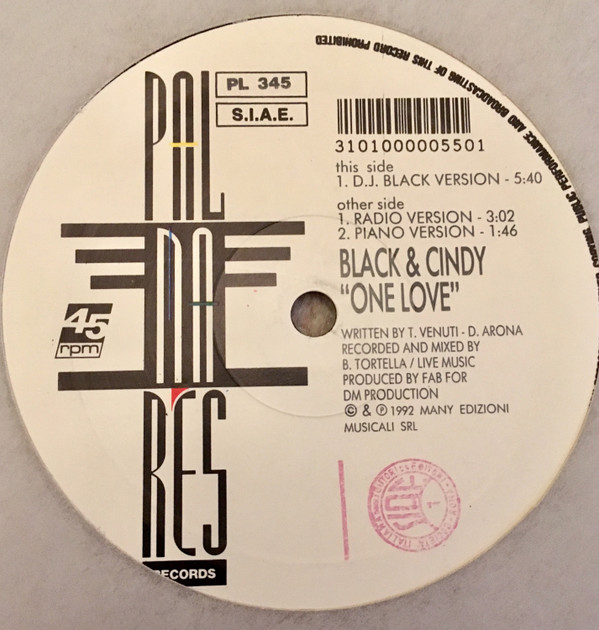 PAL
MA
RES
RECORDS
45
rpm
PL 345
S.I.A.E.
3101000005501
this side
1. D.J. BLACK VERSION - 5:40
other side
1. RADIO VERSION - 3:02
2. PIANO VERSION - 1:46
BLACK & CINDY
"ONE LOVE"
WRITTEN BY T. VENUTI - D. ARONA
RECORDED AND MIXED BY
B. TORTELLA / LIVE MUSIC
PRODUCED BY FAB FOR
DM PRODUCTION
© & ℗ 1992 MANY EDIZIONI
MUSICALI SRL
COPYING PUBLIC PERFORMANCE AND BROADCASTING OF THIS RECORD PROHIBITED